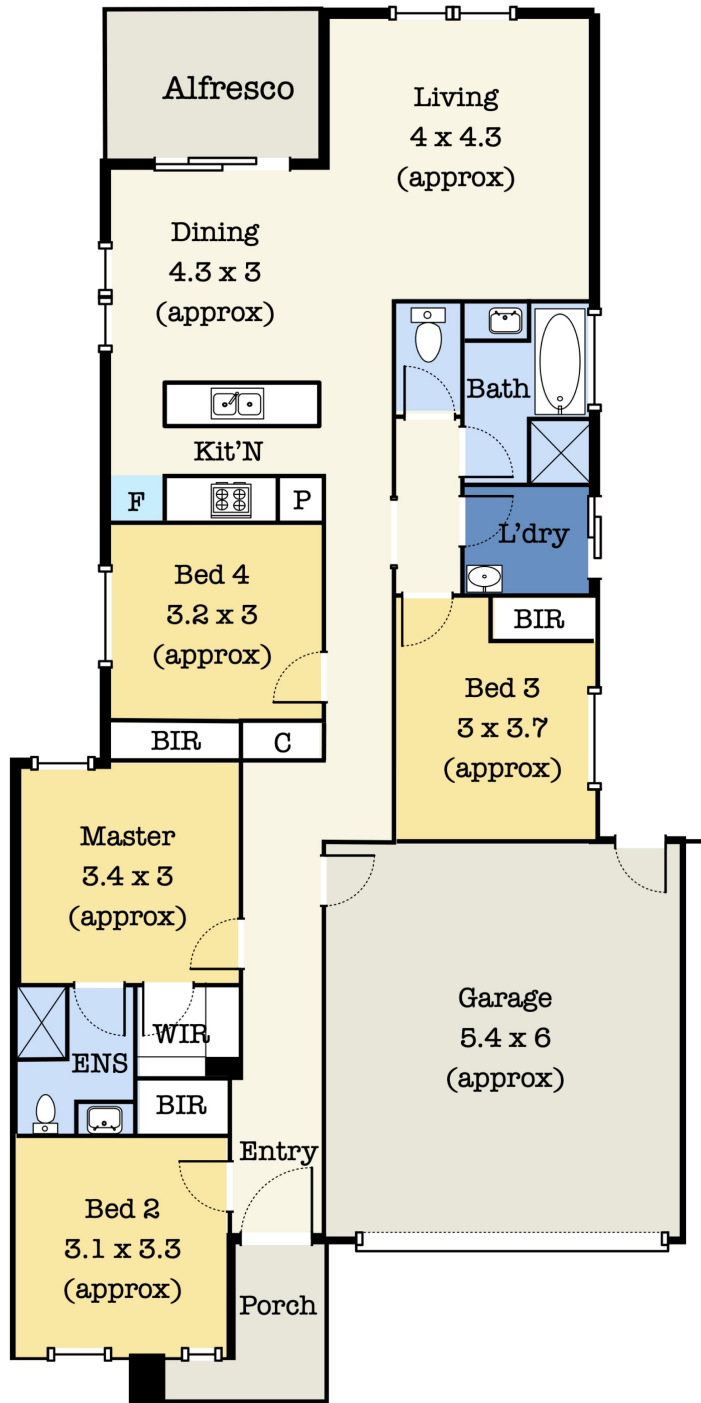 Alfresco
Living
4 x 4.3
(approx)
Dining
4.3 x 3
(approx)
Bath
Kit'N
F
P
L'dry
Bed 4
3.2 x 3
(approx)
BIR
Bed 3
3 x 3.7
(approx)
BIR
C
Master
3.4 x 3
(approx)
Garage
5.4 x 6
(approx)
WIR
ENS
BIR
Entry
Bed 2
3.1 x 3.3
(approx)
Porch